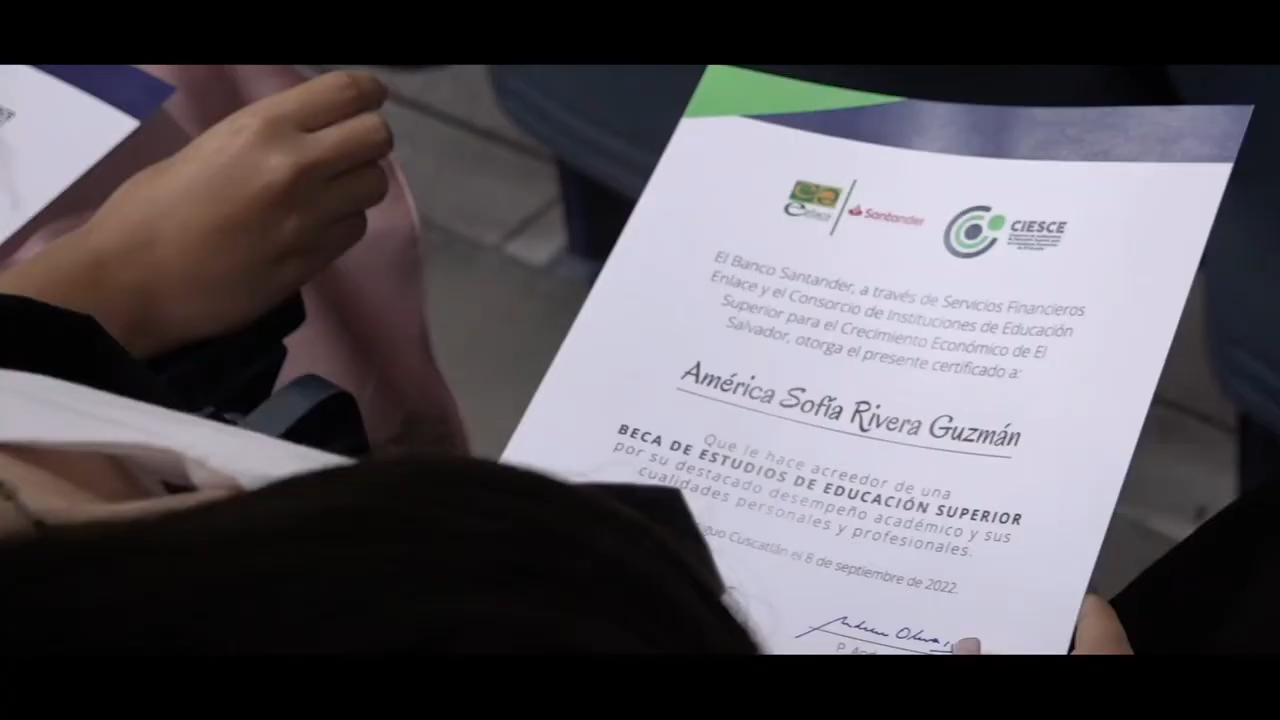 enlace
Santander
CIESCE
El Banco Santander, a través de Servicios Financieros
Enlace y el Consorcio de Instituciones de Educación
Superior para el Crecimiento Económico de El
Salvador, otorga el presente certificado a:
América Sofía Rivera Guzmán
Que le hace acreedor de una
BECA DE ESTUDIOS DE EDUCACIÓN SUPERIOR
por su destacado desempeño académico y sus
cualidades personales y profesionales.
Cuscatlán el 8 de septiembre de 2022.